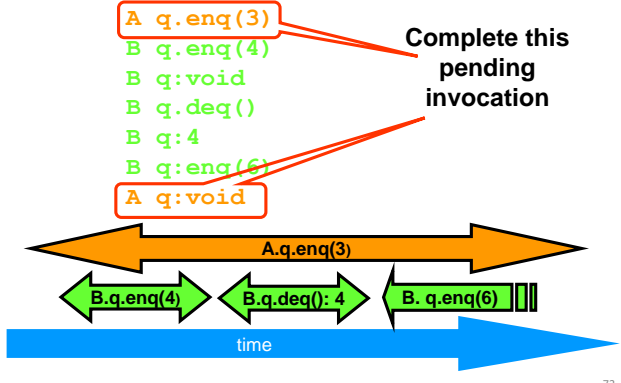 A q.enq(3)
B q.enq(4)
B q:void
B q.deq()
B q:4
B q:enq(6)
A q:void
Complete this
pending
invocation
A.q.enq(3)
B.q.enq(4)
B.q.deq(): 4
B. q.enq(6)
time